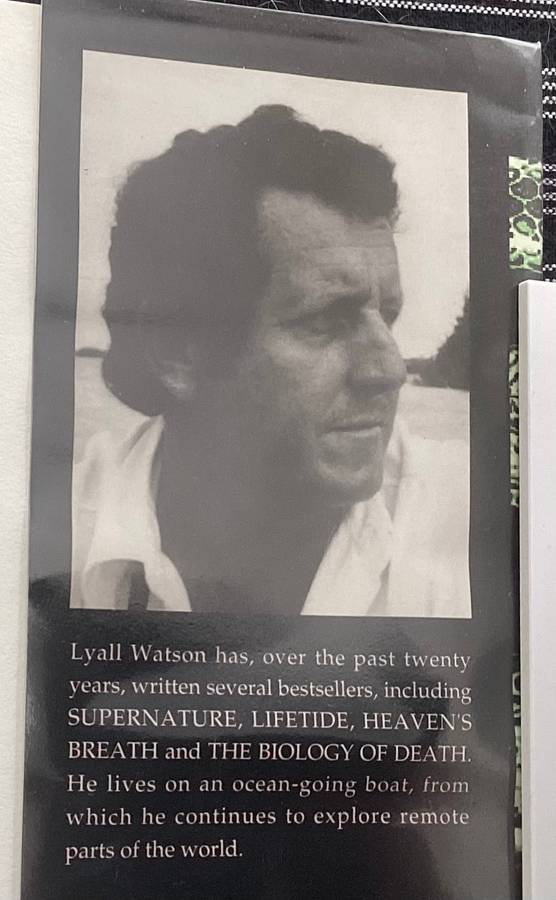 Lyall Watson has, over the past twenty
years, written several bestsellers, including
SUPERNATURE, LIFETIDE, HEAVEN'S
BREATH and THE BIOLOGY OF DEATH.
He lives on an ocean-going boat, from
which he continues to explore remote
parts of the world.